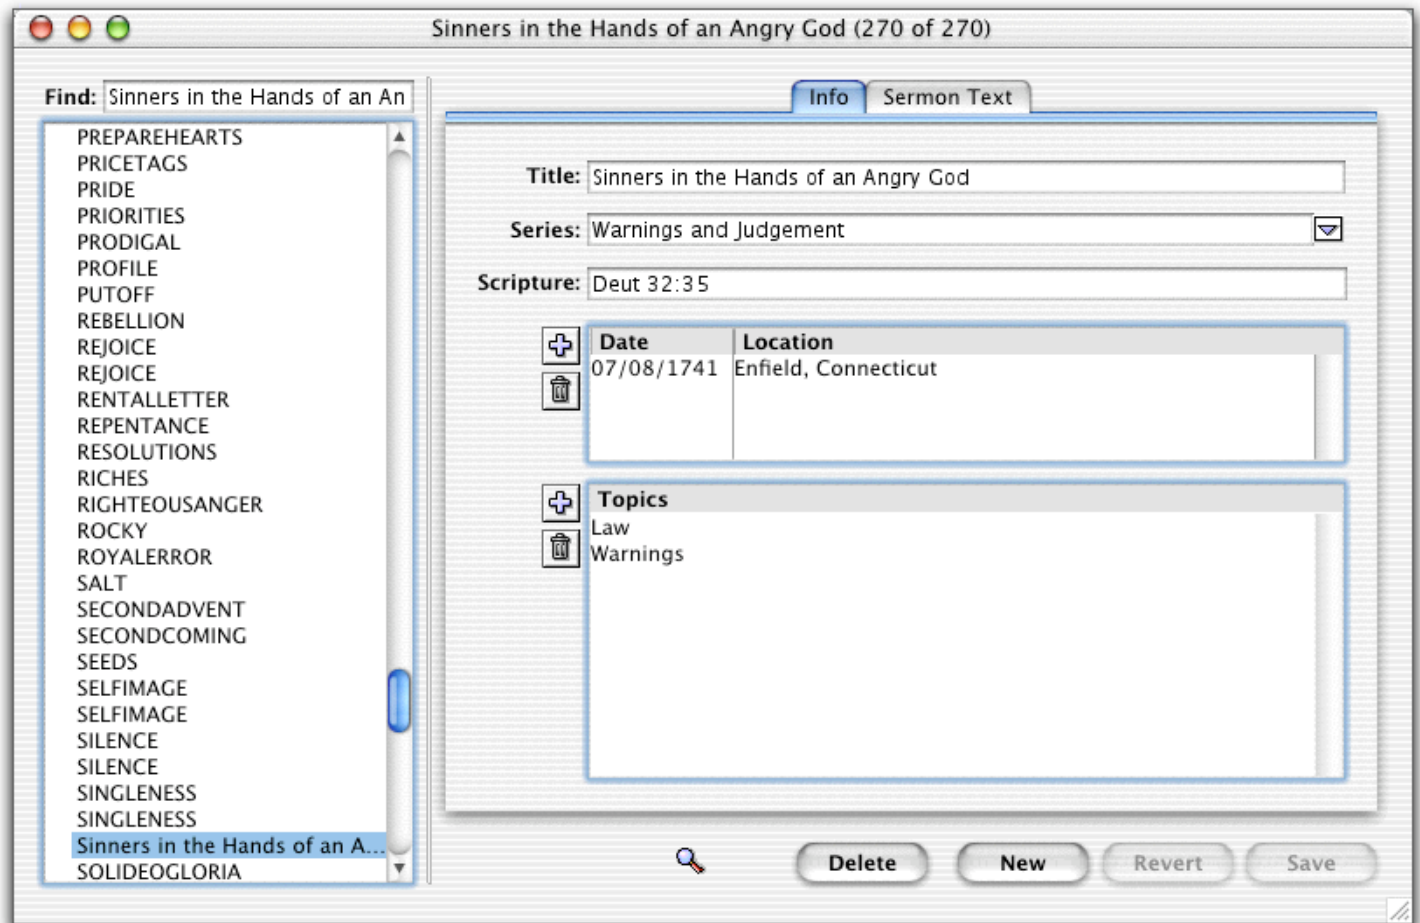 Sinners in the Hands of an Angry God (270 of 270)
Find: Sinners in the Hands of an An
PREPAREHEARTS
PRICETAGS
PRIDE
PRIORITIES
PRODIGAL
PROFILE
PUTOFF
REBELLION
REJOICE
REJOICE
RENTALLETTER
REPENTANCE
RESOLUTIONS
RICHES
RIGHTEOUSANGER
ROCKY
ROYALERROR
SALT
SECONDADVENT
SECONDCOMING
SEEDS
SELFIMAGE
SELFIMAGE
SILENCE
SILENCE
SINGLENESS
SINGLENESS
Sinners in the Hands of an A...
SOLIDEOGLORIA
Info Sermon Text
Title: Sinners in the Hands of an Angry God
Series: Warnings and Judgement
Scripture: Deut 32:35
Date Location
07/08/1741 Enfield, Connecticut
Topics
Law
Warnings
Delete New Revert Save